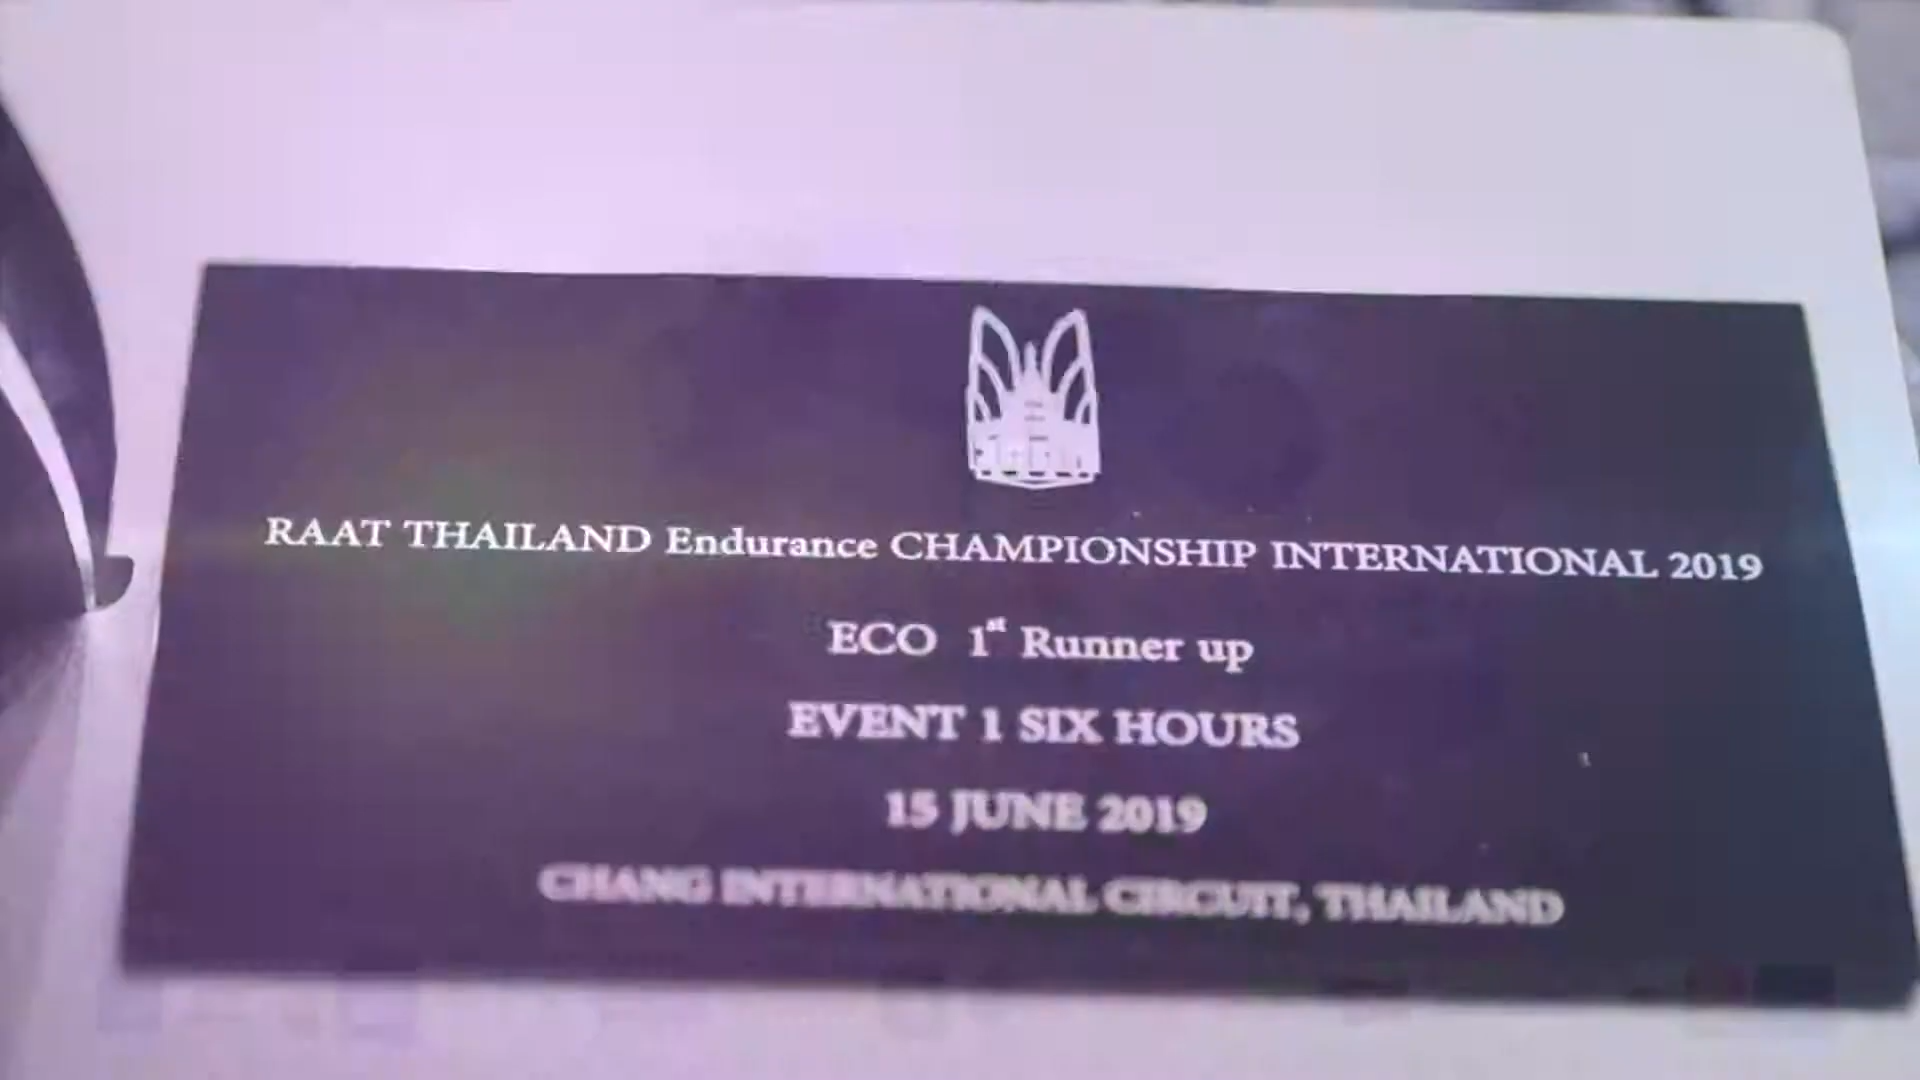 RAAT THAILAND Endurance CHAMPIONSHIP INTERNATIONAL 2019
ECO 1st Runner up
EVENT 1 SIX HOURS
15 JUNE 2019
CHANG INTERNATIONAL CIRCUIT, THAILAND